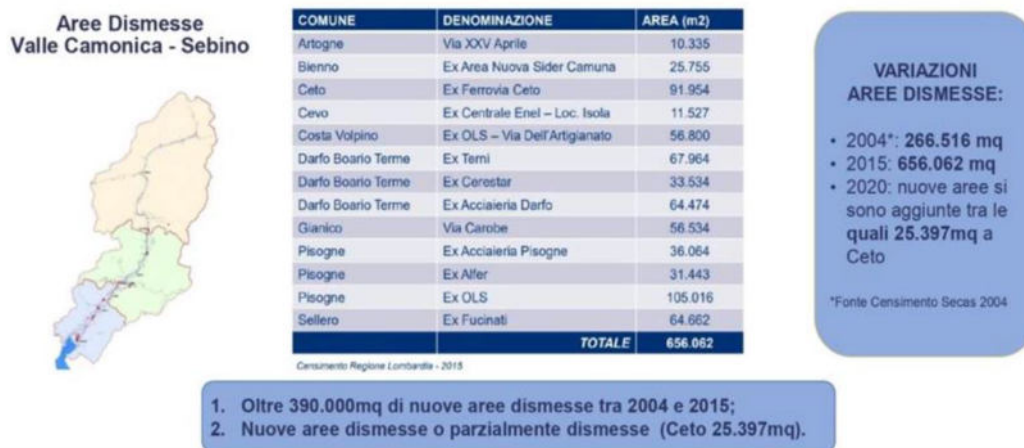 Aree Dismesse
Valle Camonica - Sebino
COMUNE DENOMINAZIONE AREA (m2)
Artogne Via XXV Aprile 10.335
Bienno Ex Area Nuova Sider Camuna 25.755
Ceto Ex Ferrovia Ceto 91.954
Cevo Ex Centrale Enel – Loc. Isola 11.527
Costa Volpino Ex OLS – Via Dell'Artigianato 56.800
Darfo Boario Terme Ex Terni 67.964
Darfo Boario Terme Ex Cerestar 33.534
Darfo Boario Terme Ex Acciaieria Darfo 64.474
Gianico Via Carobe 56.534
Pisogne Ex Acciaieria Pisogne 36.064
Pisogne Ex Alfer 31.443
Pisogne Ex OLS 105.016
Sellero Ex Fucinati 64.662
TOTALE 656.062
Censimento Regione Lombardia - 2015
VARIAZIONI
AREE DISMESSE:
• 2004*: 266.516 mq
• 2015: 656.062 mq
• 2020: nuove aree si
sono aggiunte tra le
quali 25.397mq a
Ceto
*Fonte Censimento Secas 2004
1. Oltre 390.000mq di nuove aree dismesse tra 2004 e 2015;
2. Nuove aree dismesse o parzialmente dismesse (Ceto 25.397mq).